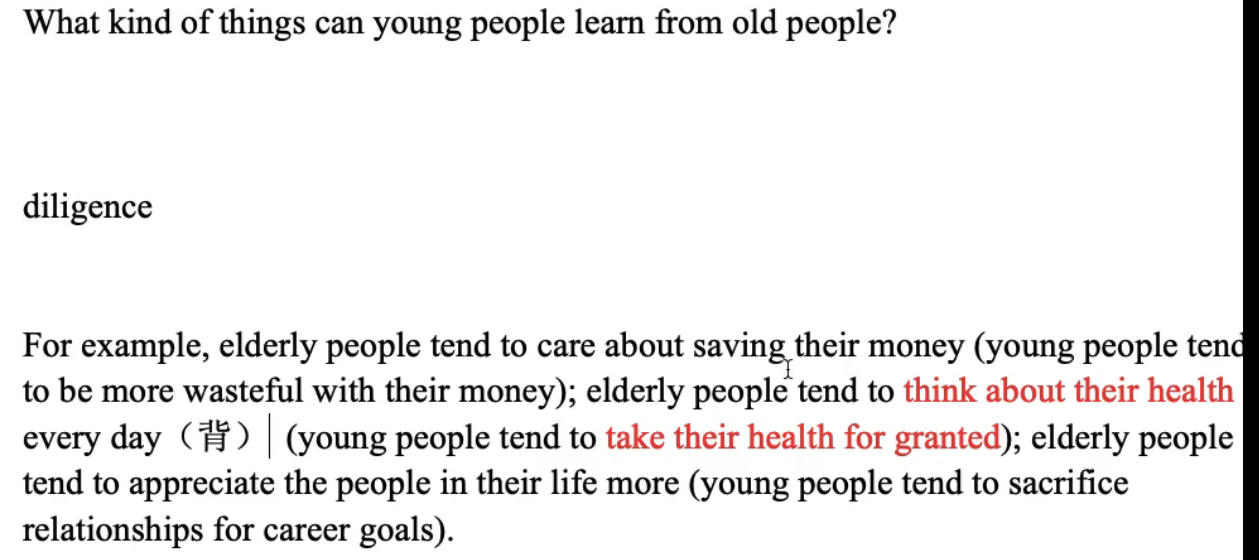 What kind of things can young people learn from old people?
diligence
For example, elderly people tend to care about saving their money (young people tend
to be more wasteful with their money); elderly people tend to think about their health
every day（背） (young people tend to take their health for granted); elderly people
tend to appreciate the people in their life more (young people tend to sacrifice
relationships for career goals).